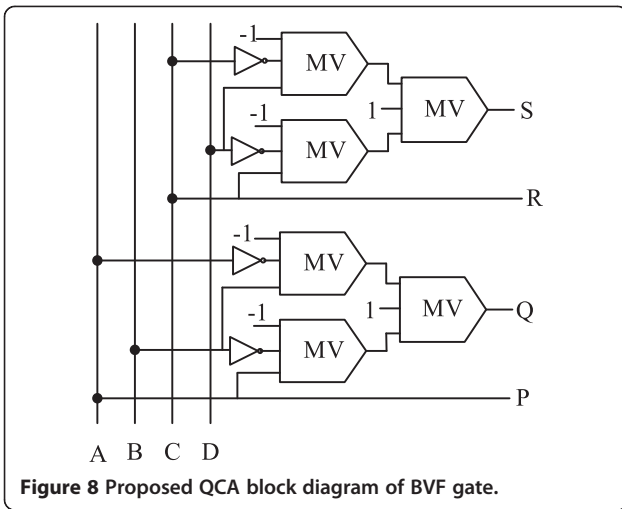 -1
MV
MV
1
S
-1
MV
R
-1
MV
MV
1
Q
-1
MV
P
A B C D
Figure 8 Proposed QCA block diagram of BVF gate.